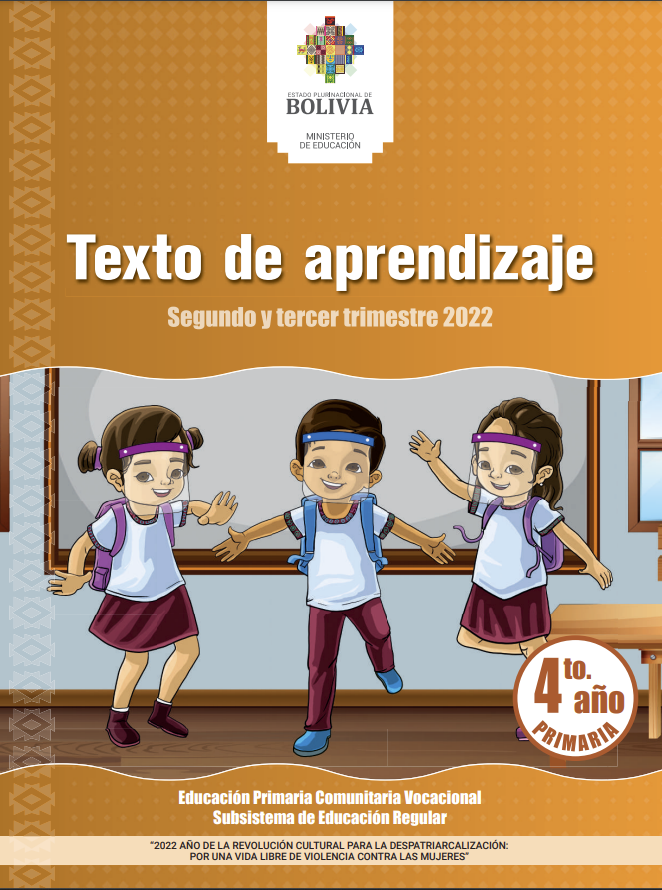 ESTADO PLURINACIONAL DE
BOLIVIA
MINISTERIO
DE EDUCACIÓN
Texto de aprendizaje
Segundo y tercer trimestre 2022
4to.
año
PRIMARIA
Educación Primaria Comunitaria Vocacional
Subsistema de Educación Regular
“2022 AÑO DE LA REVOLUCIÓN CULTURAL PARA LA DESPATRIARCALIZACIÓN:
POR UNA VIDA LIBRE DE VIOLENCIA CONTRA LAS MUJERES”